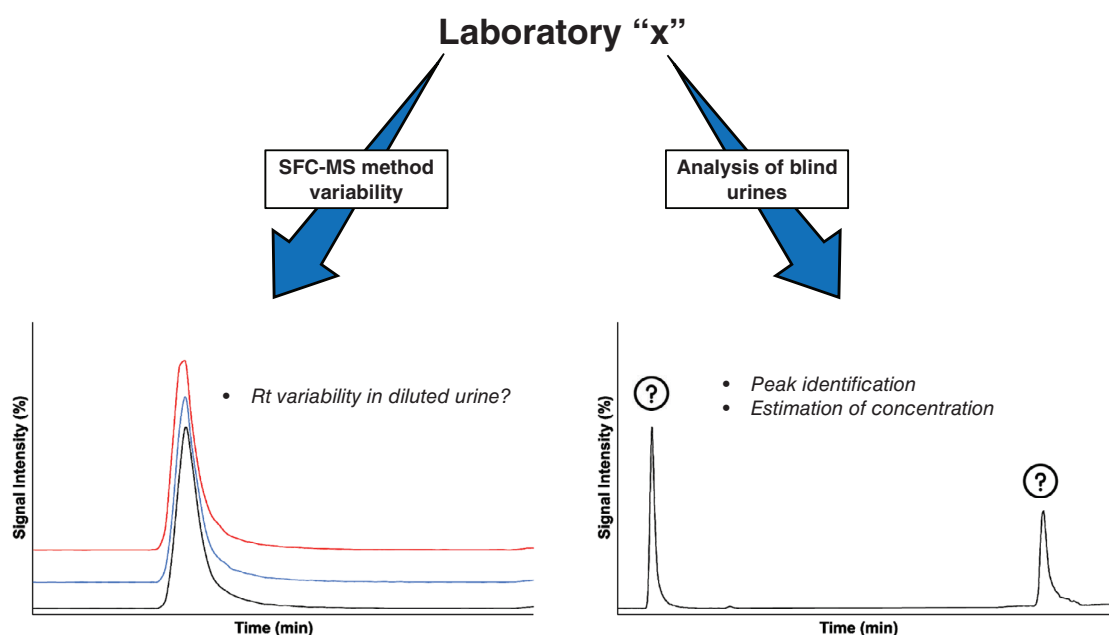 Laboratory “x”
SFC-MS method
variability
Analysis of blind
urines
Signal Intensity (%)
• Rt variability in diluted urine?
Time (min)
Signal Intensity (%)
?
• Peak identification
• Estimation of concentration
?
Time (min)